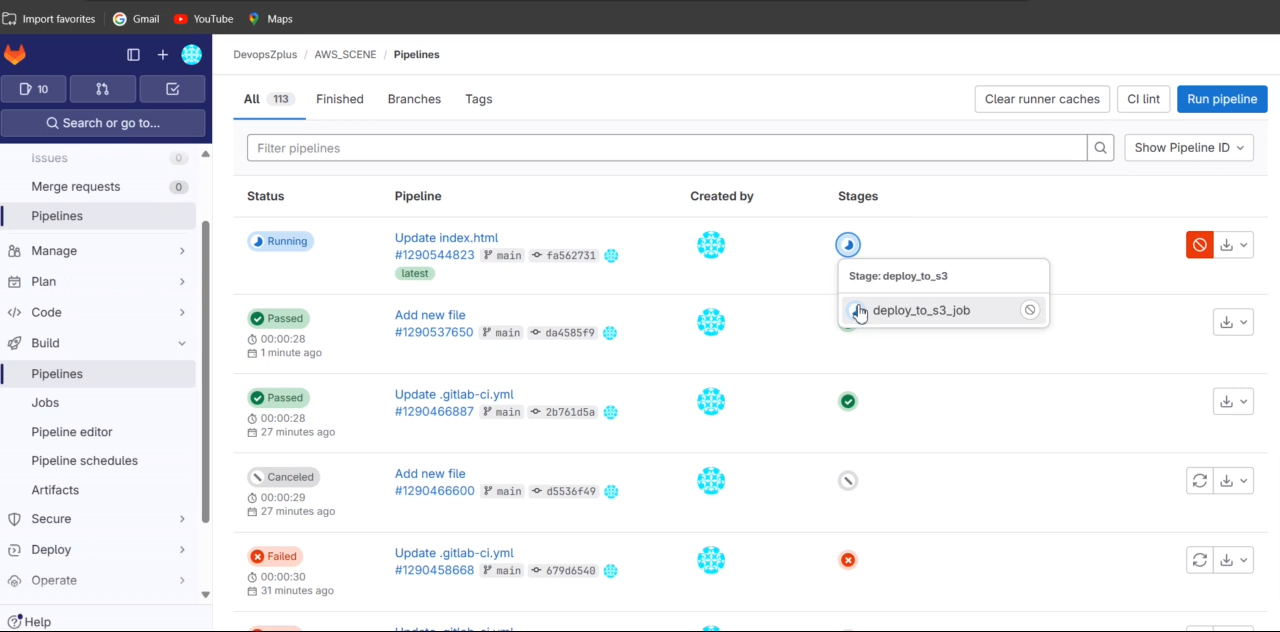 Import favorites
Gmail
YouTube
Maps
10
Search or go to...
Issues 0
Merge requests 0
Pipelines
Manage
Plan
Code
Build
Pipelines
Jobs
Pipeline editor
Pipeline schedules
Artifacts
Secure
Deploy
Operate
Help
DevopsZplus / AWS_SCENE / Pipelines
All 113 Finished Branches Tags
Clear runner caches CI lint Run pipeline
Filter pipelines
Show Pipeline ID
Status Pipeline Created by Stages
Running
Update index.html
#1290544823 main fa562731
latest
Stage: deploy_to_s3
deploy_to_s3_job
Passed
00:00:28
1 minute ago
Add new file
#1290537650 main da4585f9
Passed
00:00:28
27 minutes ago
Update .gitlab-ci.yml
#1290466887 main 2b761d5a
Canceled
00:00:29
27 minutes ago
Add new file
#1290466600 main d5536f49
Failed
00:00:30
31 minutes ago
Update .gitlab-ci.yml
#1290458668 main 679d6540